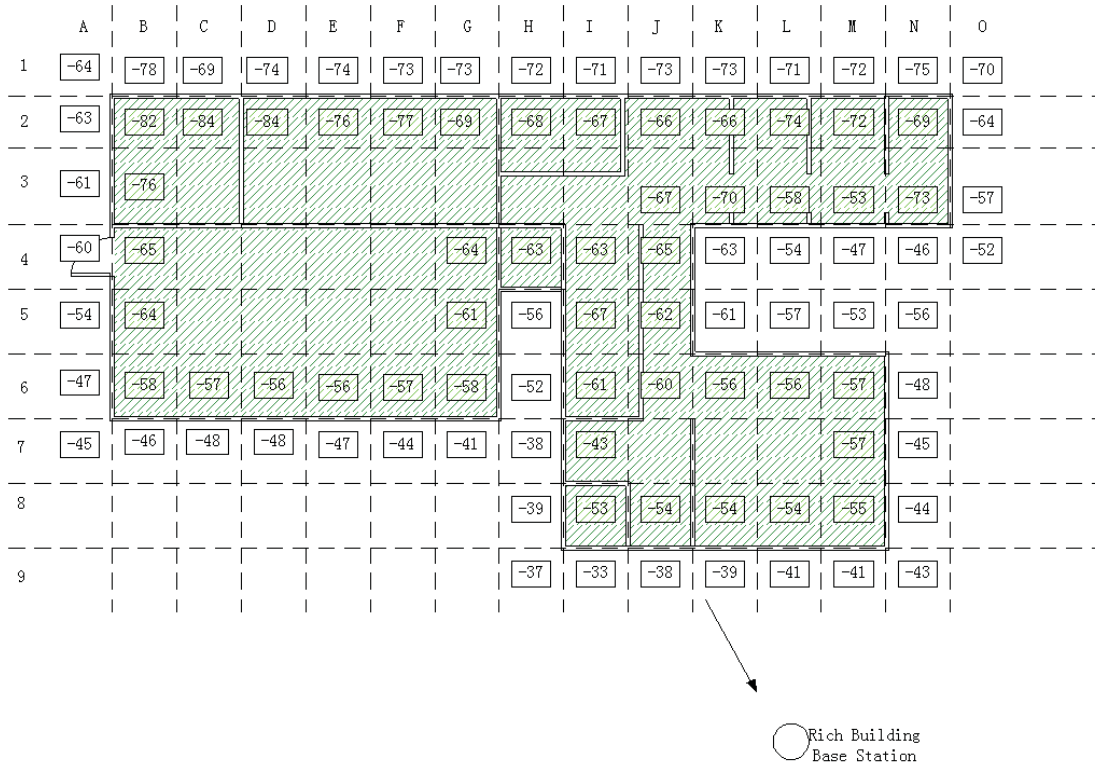 A B C D E F G H I J K L M N O
1 -64 -78 -69 -74 -74 -73 -73 -72 -71 -73 -73 -71 -72 -75 -70
2 -63 -82 -84 -84 -76 -77 -69 -68 -67 -66 -66 -74 -72 -69 -64
3 -61 -76 -67 -70 -58 -53 -73 -57
4 -60 -65 -64 -63 -63 -65 -63 -54 -47 -46 -52
5 -54 -64 -61 -56 -67 -62 -61 -57 -53 -56
6 -47 -58 -57 -56 -56 -57 -58 -52 -61 -60 -56 -56 -57 -48
7 -45 -46 -48 -48 -47 -44 -41 -38 -43 -57 -45
8 -39 -53 -54 -54 -54 -55 -44
9 -37 -33 -38 -39 -41 -41 -43
Rich Building
Base Station